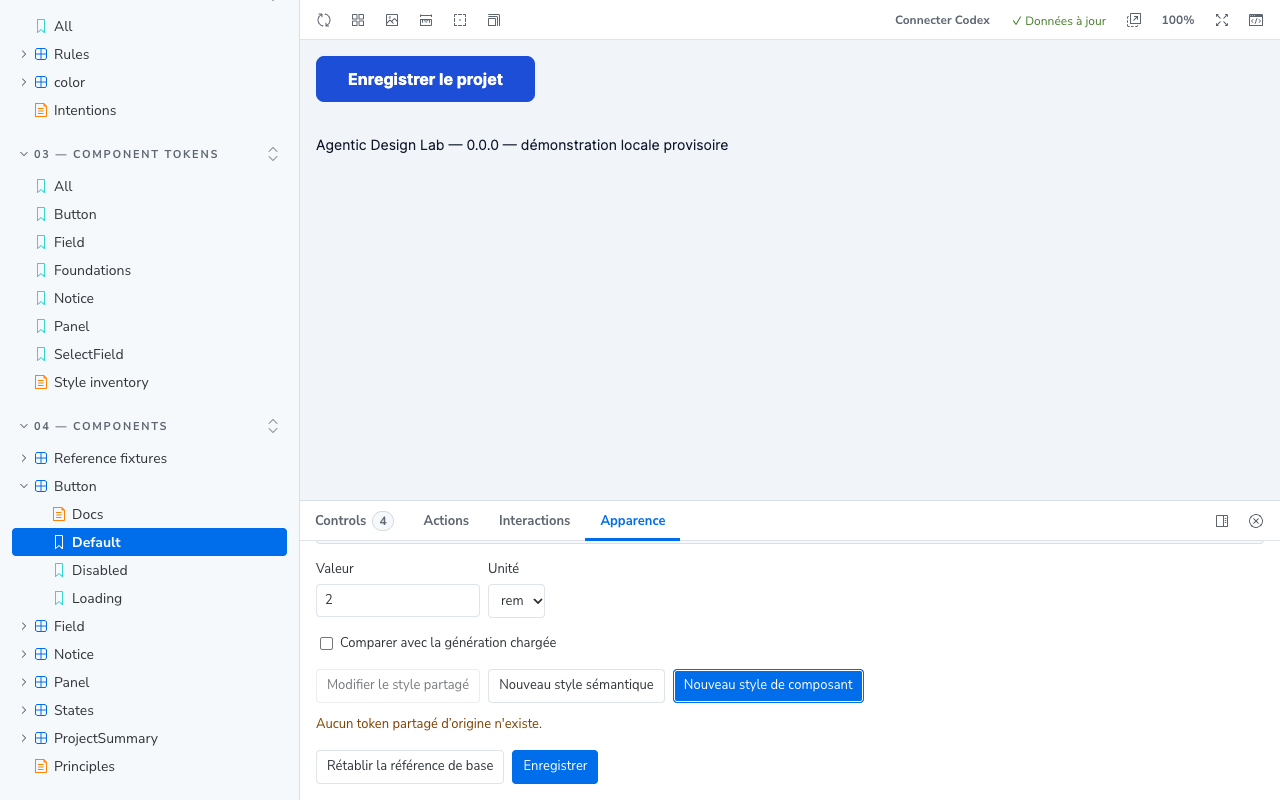 All
Rules
color
Intentions
03 — COMPONENT TOKENS
All
Button
Field
Foundations
Notice
Panel
SelectField
Style inventory
04 — COMPONENTS
Reference fixtures
Button
Docs
Default
Disabled
Loading
Field
Notice
Panel
States
ProjectSummary
Principles
Connecter Codex
✓ Données à jour
100%
Enregistrer le projet
Agentic Design Lab — 0.0.0 — démonstration locale provisoire
Controls 4 Actions Interactions Apparence
Valeur Unité
2 rem
Comparer avec la génération chargée
Modifier le style partagé Nouveau style sémantique Nouveau style de composant
Aucun token partagé d’origine n'existe.
Rétablir la référence de base Enregistrer